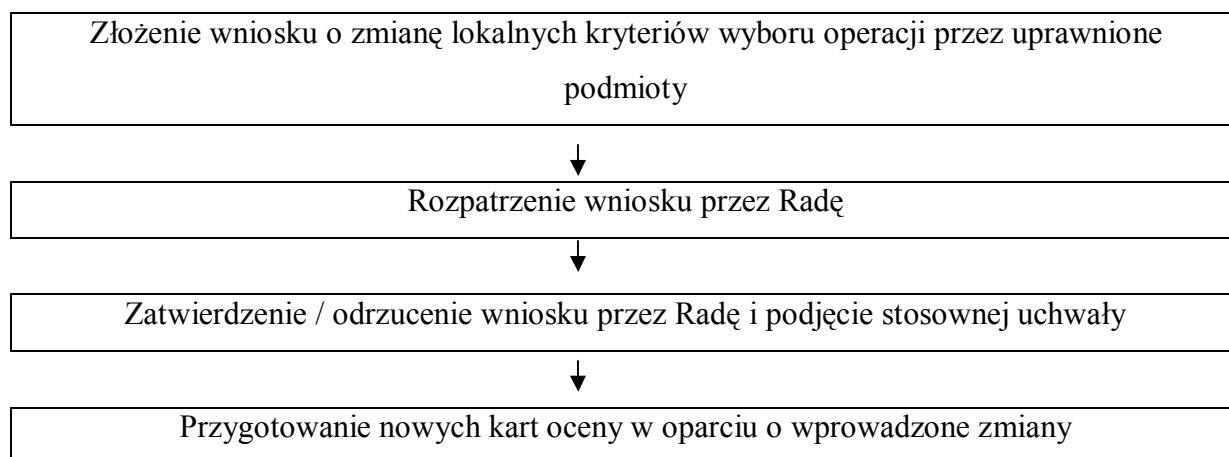 Złożenie wniosku o zmianę lokalnych kryteriów wyboru operacji przez uprawnione
podmioty
Rozpatrzenie wniosku przez Radę
Zatwierdzenie / odrzucenie wniosku przez Radę i podjęcie stosownej uchwały
Przygotowanie nowych kart oceny w oparciu o wprowadzone zmiany